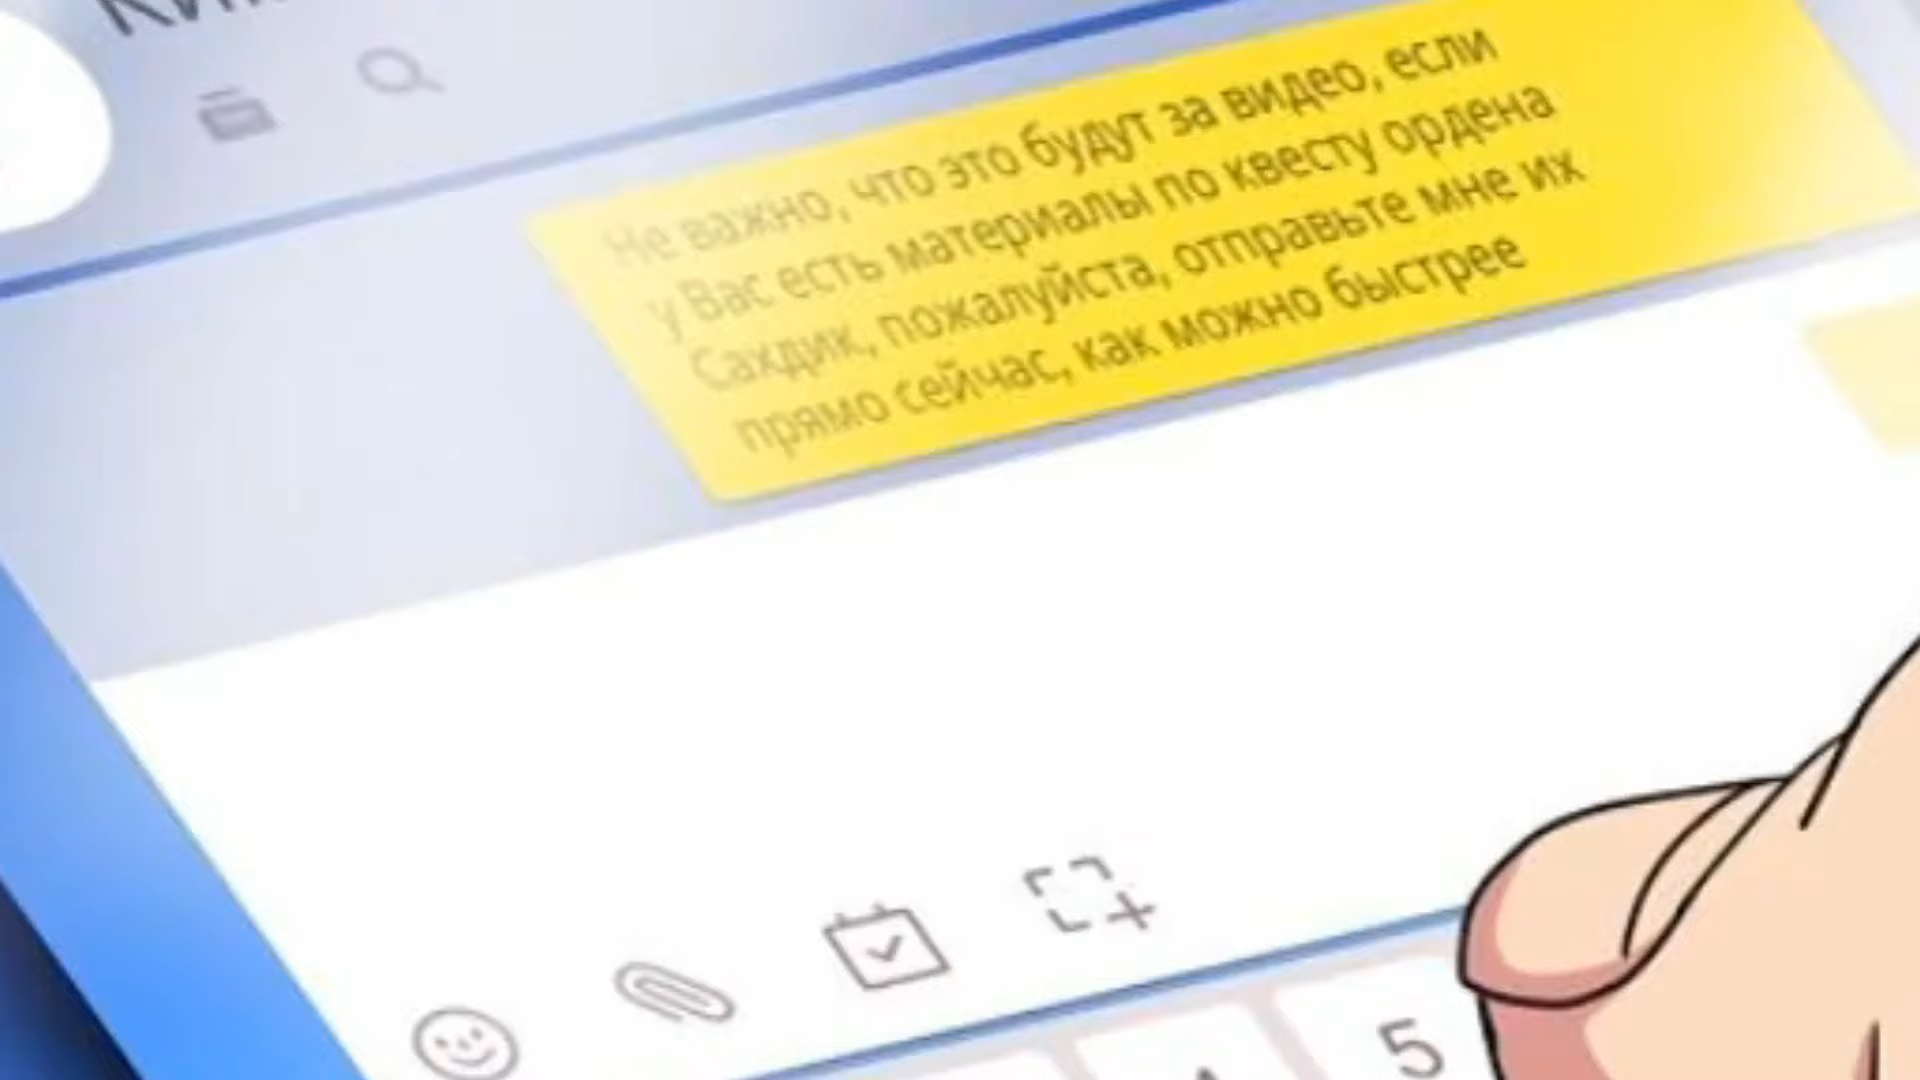 Не важно, что это будут за видео, если
у Вас есть материалы по квесту ордена
Сахдик, пожалуйста, отправьте мне их
прямо сейчас, как можно быстрее
5